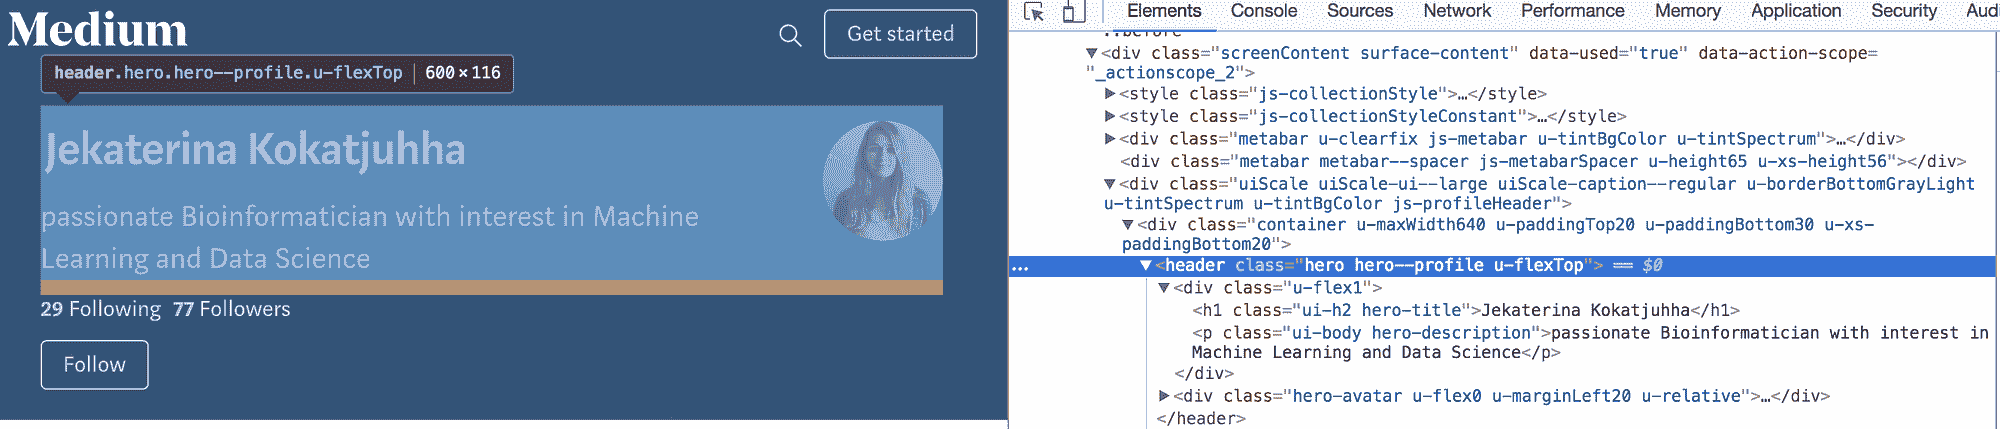 Medium
Get started
header.hero.hero--profile.u-flexTop | 600 × 116
Jekaterina Kokatjuhha
passionate Bioinformatician with interest in Machine
Learning and Data Science
29 Following 77 Followers
Follow
Elements Console Sources Network Performance Memory Application Security Audi
::before
▼<div class="screenContent surface-content" data-used="true" data-action-scope=
"_actionscope_2">
▶<style class="js-collectionStyle">…</style>
▶<style class="js-collectionStyleConstant">…</style>
▶<div class="metabar u-clearfix js-metabar u-tintBgColor u-tintSpectrum">…</div>
<div class="metabar metabar--spacer js-metabarSpacer u-height65 u-xs-height56"></div>
▼<div class="uiScale uiScale-ui--large uiScale-caption--regular u-borderBottomGrayLight
u-tintSpectrum u-tintBgColor js-profileHeader">
▼<div class="container u-maxWidth640 u-paddingTop20 u-paddingBottom30 u-xs-
paddingBottom20">
… ▼<header class="hero hero--profile u-flexTop"> == $0
▼<div class="u-flex1">
<h1 class="ui-h2 hero-title">Jekaterina Kokatjuhha</h1>
<p class="ui-body hero-description">passionate Bioinformatician with interest in
Machine Learning and Data Science</p>
</div>
▶<div class="hero-avatar u-flex0 u-marginLeft20 u-relative">…</div>
</header>